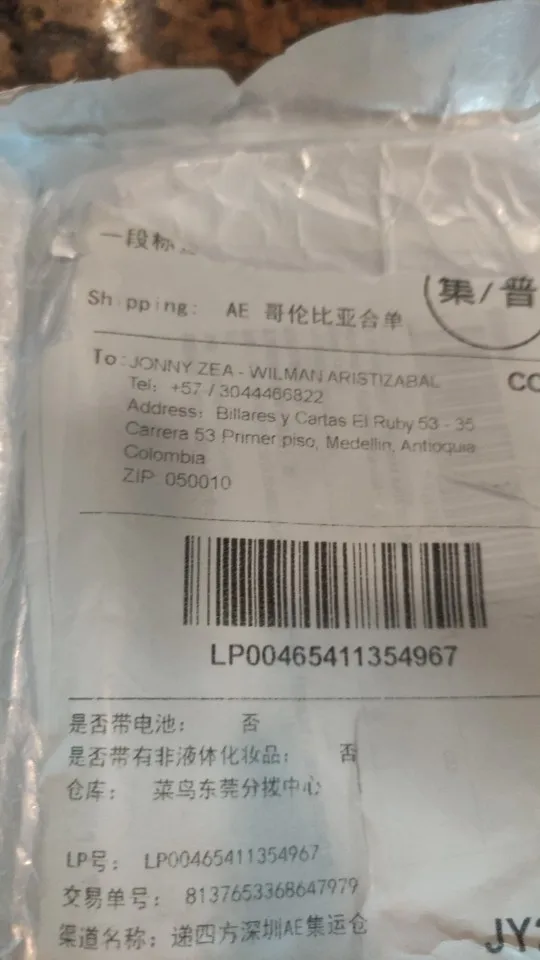 一段标
Shipping: AE 哥伦比亚合单
集/普
To: JONNY ZEA - WILMAN ARISTIZABAL
CO
Tel: +57 / 3044466822
Address: Billares y Cartas El Ruby 53 - 35
Carrera 53 Primer piso, Medellin, Antioquia
Colombia
ZIP 050010
LP00465411354967
是否带电池: 否
是否带有非液体化妆品: 否
仓库: 菜鸟东莞分拨中心
LP号: LP00465411354967
交易单号: 8137653368647979
渠道名称: 递四方深圳AE集运仓
JY